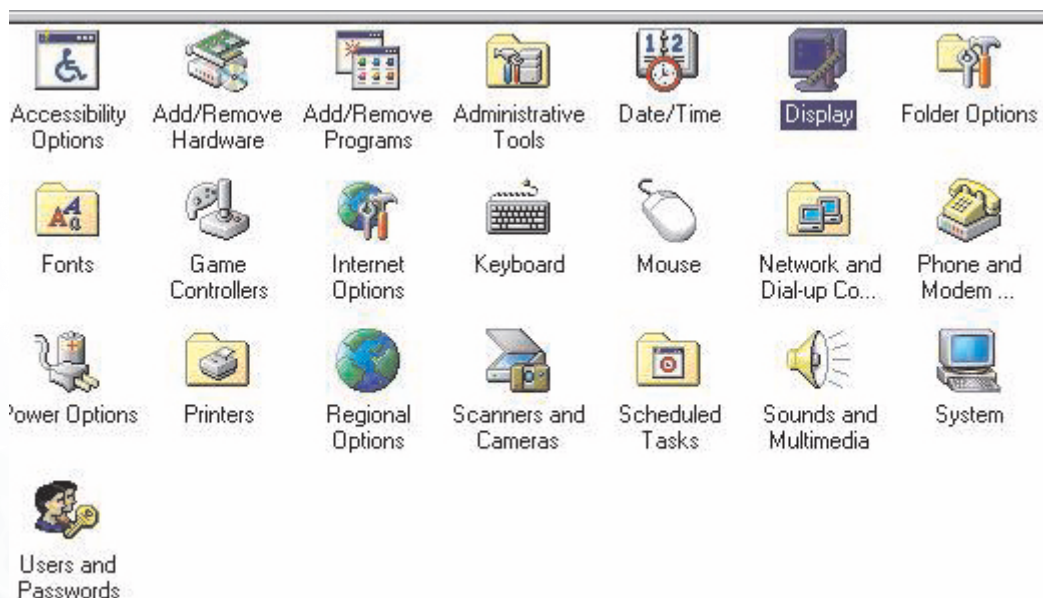 Accessibility Options
Add/Remove Hardware
Add/Remove Programs
Administrative Tools
Date/Time
Display
Folder Options
Fonts
Game Controllers
Internet Options
Keyboard
Mouse
Network and Dial-up Co...
Phone and Modem ...
Power Options
Printers
Regional Options
Scanners and Cameras
Scheduled Tasks
Sounds and Multimedia
System
Users and Passwords